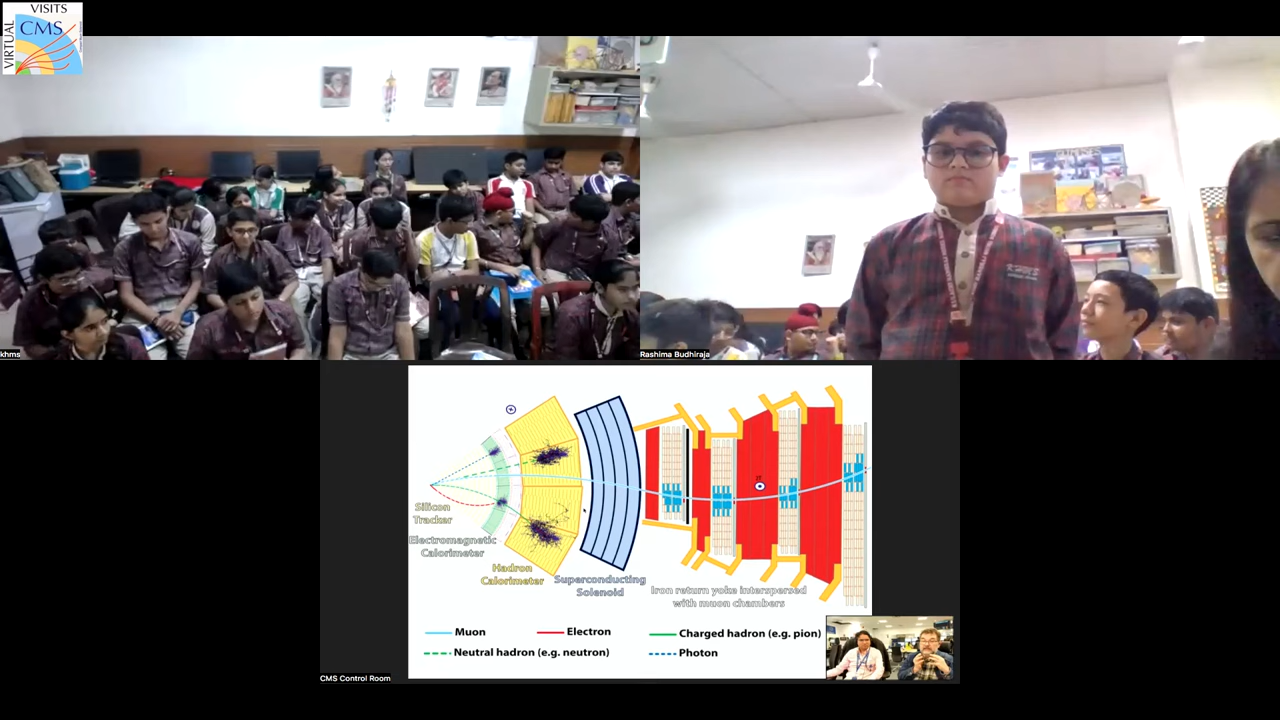 VISITS
VIRTUAL
CMS
khms
Rashima Budhiraja
Silicon
Tracker
Electromagnetic
Calorimeter
Hadron
Calorimeter
Superconducting
Solenoid
Iron return yoke interspersed
with muon chambers
Muon
Electron
Charged hadron (e.g. pion)
Neutral hadron (e.g. neutron)
Photon
CMS Control Room